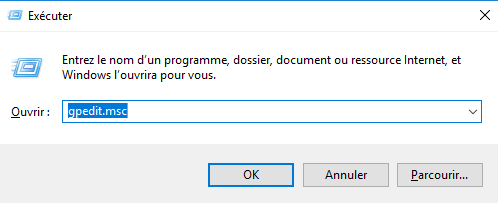 Exécuter
Entrez le nom d’un programme, dossier, document ou ressource Internet, et
Windows l’ouvrira pour vous.
Ouvrir : gpedit.msc
OK Annuler Parcourir...